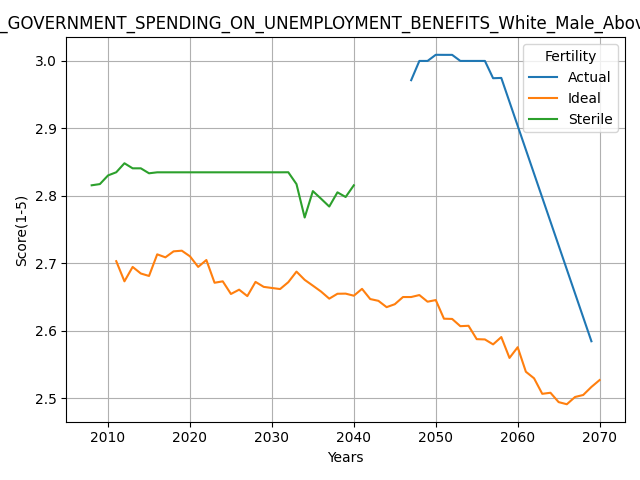 _GOVERNMENT_SPENDING_ON_UNEMPLOYMENT_BENEFITS_White_Male_Abov
Fertility
Actual
Ideal
Sterile
Score(1-5)
3.0
2.9
2.8
2.7
2.6
2.5
2010 2020 2030 2040 2050 2060 2070
Years